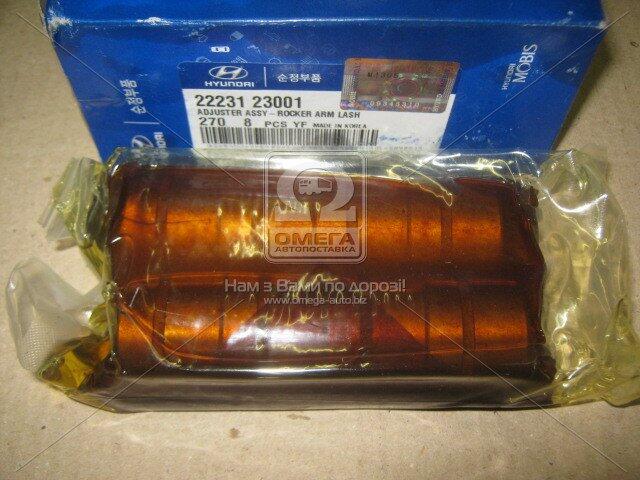 HYUNDAI 순정부품
22231 23001
ADJUSTER ASSY-ROCKER ARM LASH
270 8 PCS YF MADE IN KOREA
MOBIS
순정부품
HYUNDAI
ОМЕГА
АВТОПОСТАВКА
Нам з Вами по дорозі!
www.omega-auto.biz